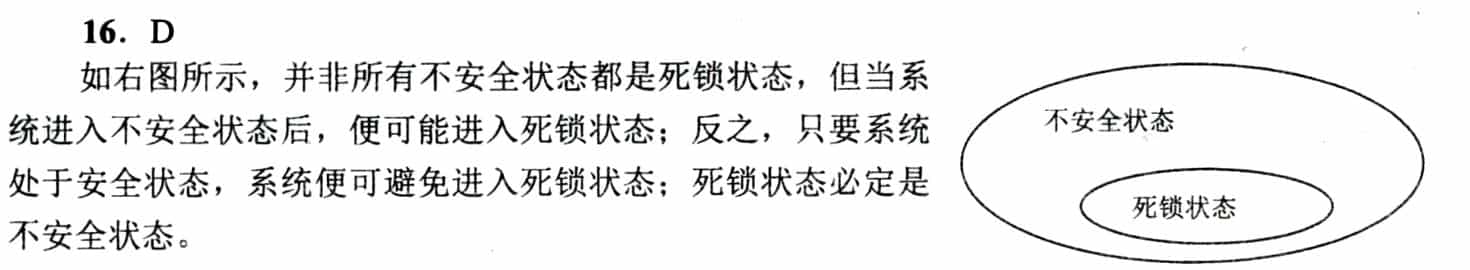 16. D
如右图所示，并非所有不安全状态都是死锁状态，但当系
统进入不安全状态后，便可能进入死锁状态；反之，只要系统
处于安全状态，系统便可避免进入死锁状态；死锁状态必定是
不安全状态。
不安全状态
死锁状态